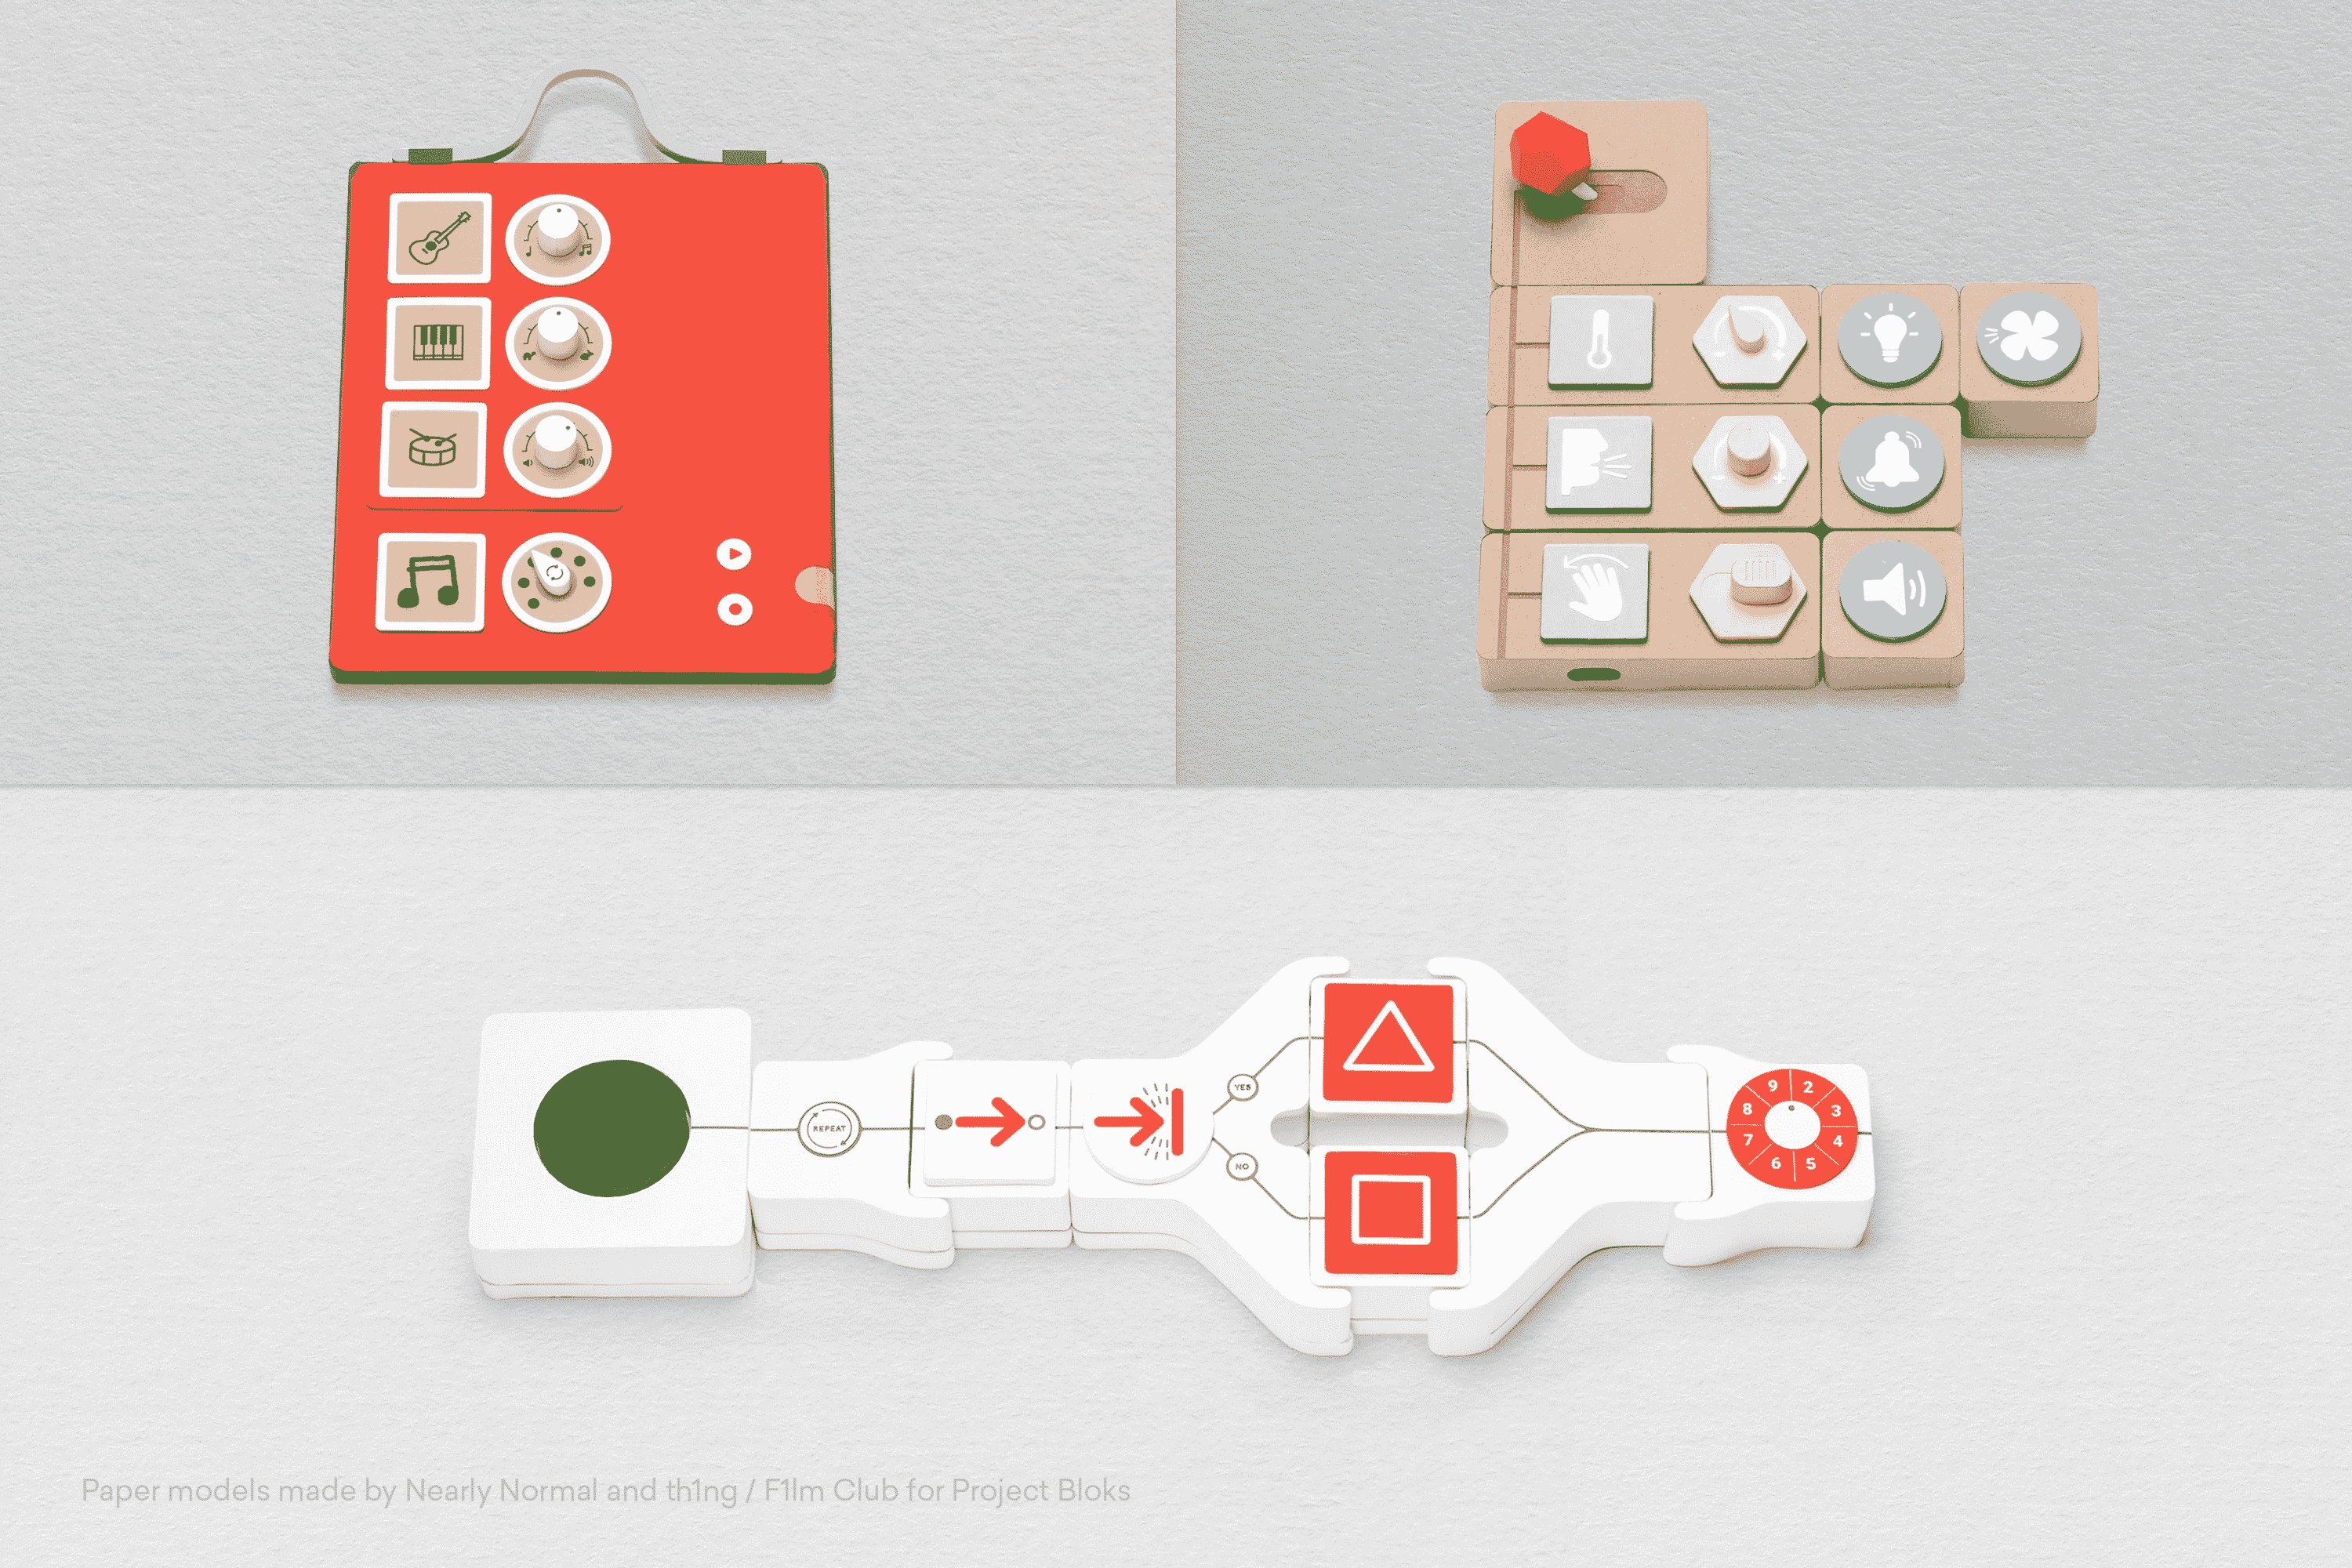 REPEAT
YES
NO
9 2
8 3
7 4
6 5
Paper models made by Nearly Normal and th1ng / F1lm Club for Project Bloks